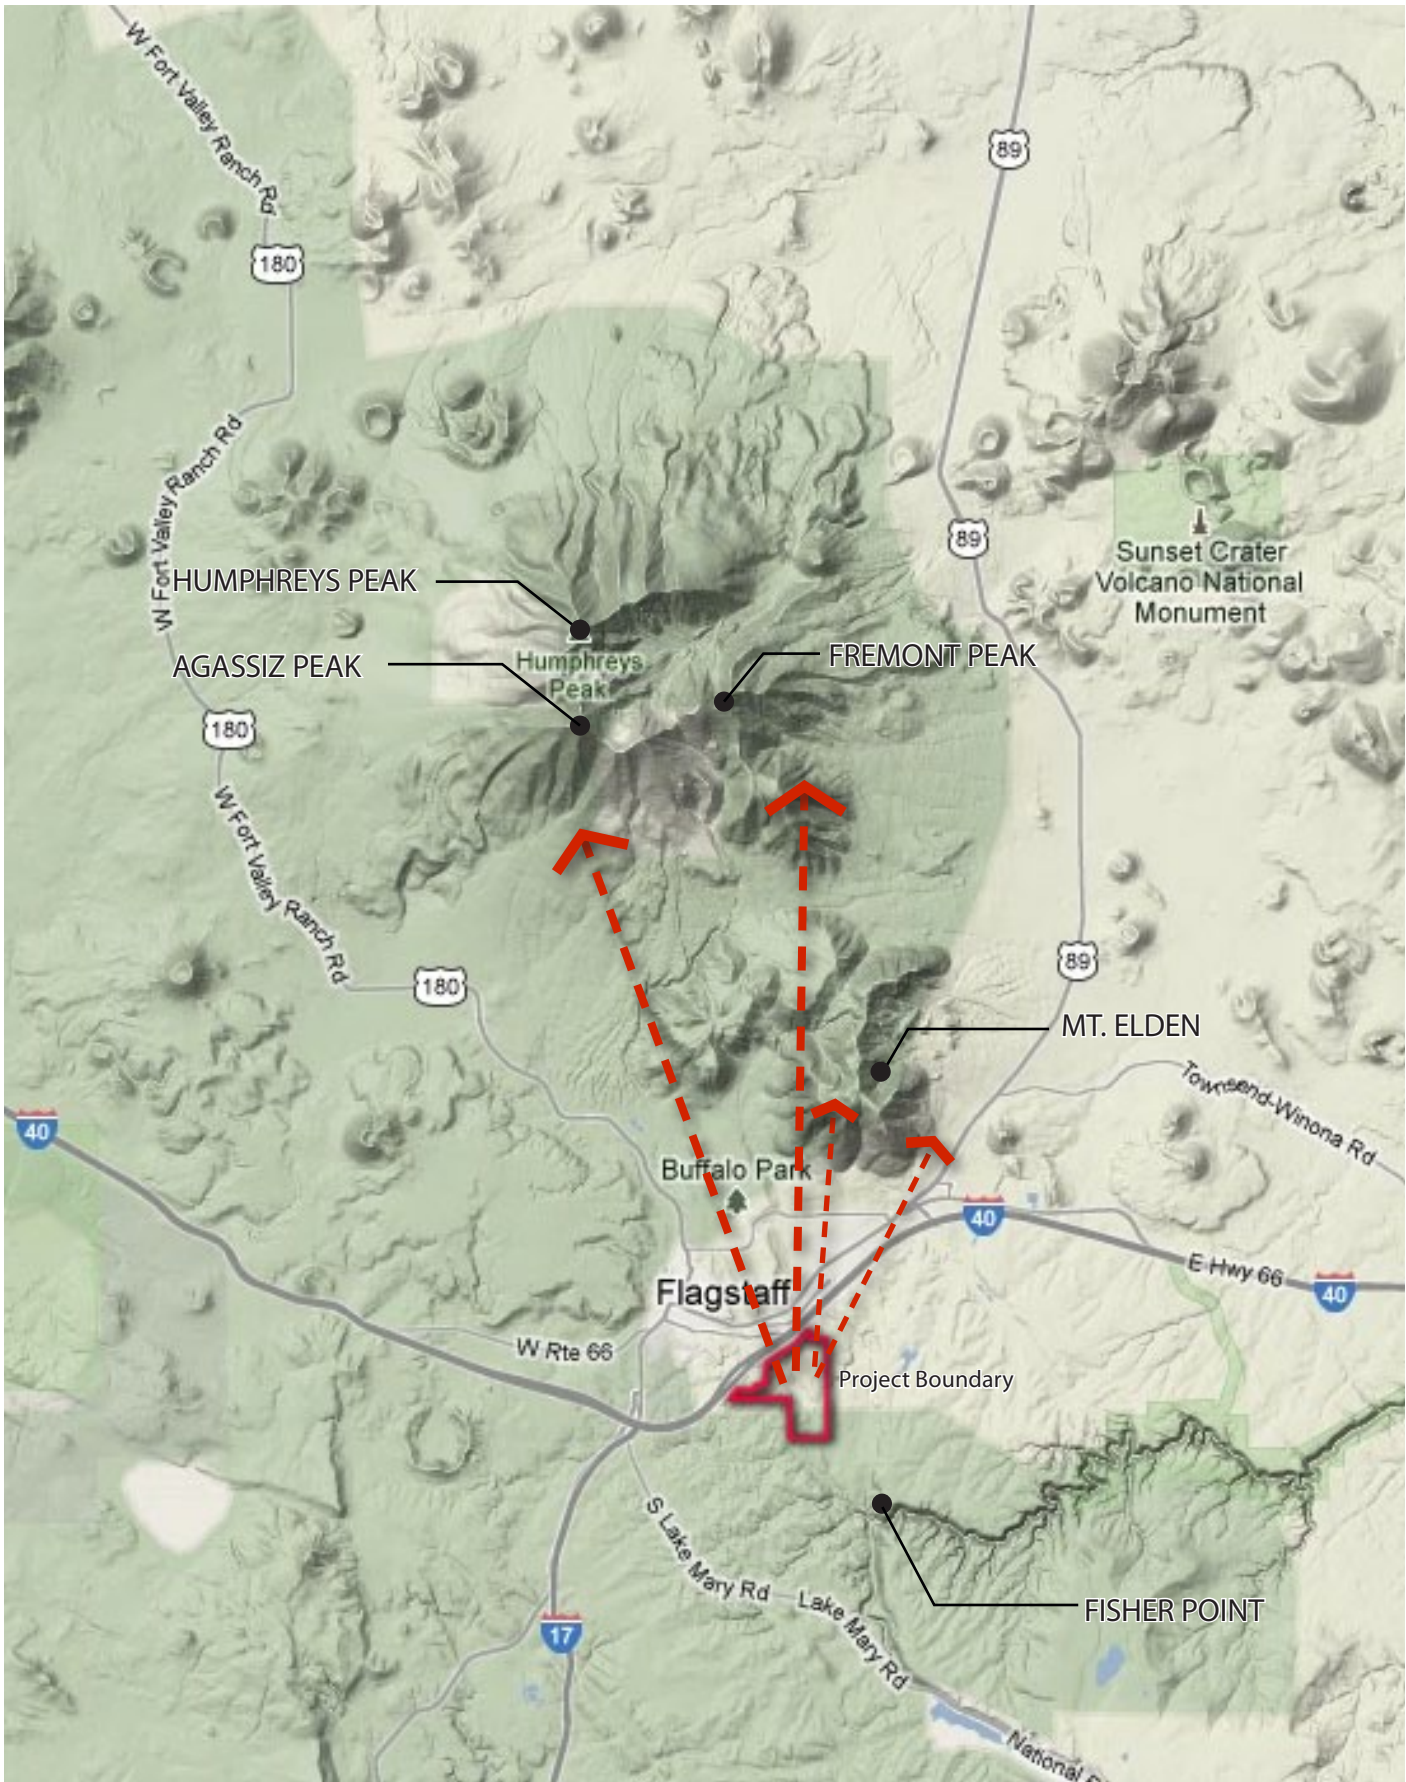 W Fort Valley Ranch Rd
89
180
W Fort Valley Ranch Rd
89
Sunset Crater
Volcano National
Monument
HUMPHREYS PEAK
AGASSIZ PEAK
Humphreys
Peak
FREMONT PEAK
180
W Fort Valley Ranch Rd
180
89
MT. ELDEN
Townsend-Winona Rd
40
Buffalo Park
40
E Hwy 66
40
Flagstaff
W Rte 66
Project Boundary
S Lake Mary Rd
Lake Mary Rd
FISHER POINT
17
National